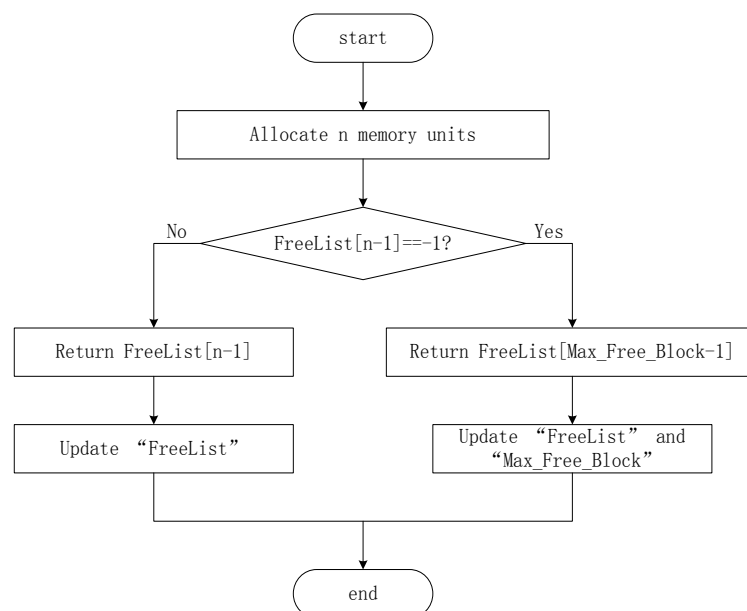 start
Allocate n memory units
FreeList[n-1]==-1?
No
Yes
Return FreeList[n-1]
Return FreeList[Max_Free_Block-1]
Update “FreeList”
Update “FreeList” and
“Max_Free_Block”
end